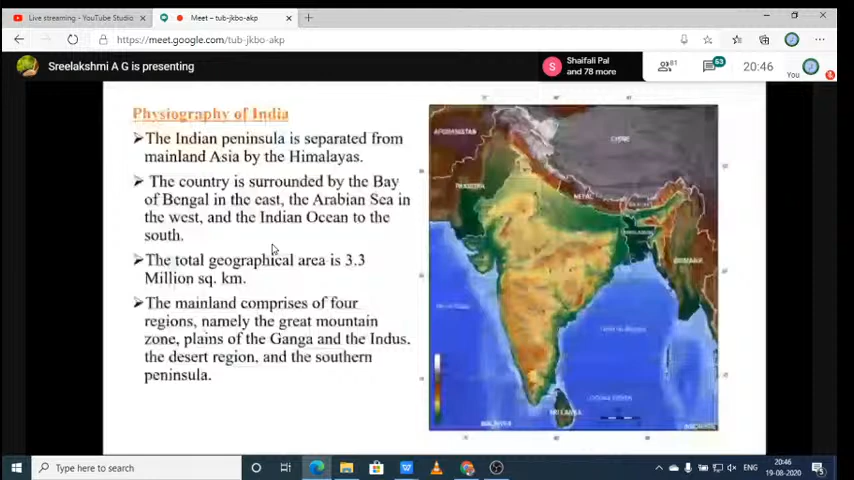 Live streaming - YouTube Studio
Meet – tub-jkbo-akp
https://meet.google.com/tub-jkbo-akp
Sreelakshmi A G is presenting
S
Shaifali Pal
and 78 more
81
53
20:46
You
Physiography of India
➢The Indian peninsula is separated from
mainland Asia by the Himalayas.
➢ The country is surrounded by the Bay
of Bengal in the east, the Arabian Sea in
the west, and the Indian Ocean to the
south.
➢The total geographical area is 3.3
Million sq. km.
➢The mainland comprises of four
regions, namely the great mountain
zone, plains of the Ganga and the Indus,
the desert region, and the southern
peninsula.
AFGHANISTAN
CHINE
NEPAL
SRI LANKA
Type here to search
ENG
20:46
19-08-2020
5